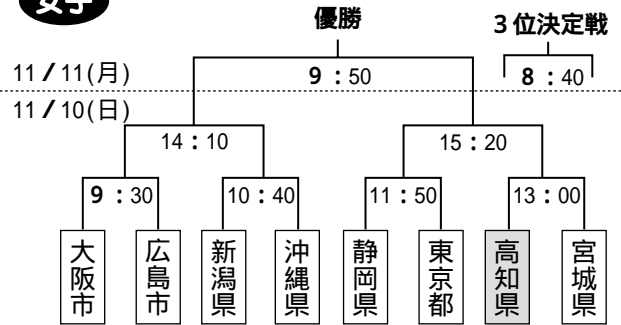 女子
優勝
3位決定戦
11/11(月)
9:50
8:40
11/10(日)
14:10
15:20
9:30
10:40
11:50
13:00
大阪市
広島市
新潟県
沖縄県
静岡県
東京都
高知県
宮城県